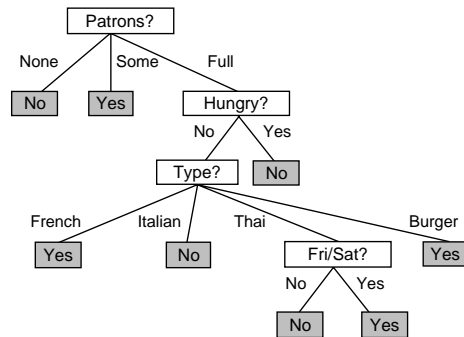 Patrons?
None Some Full
No Yes Hungry?
No Yes
Type? No
French Italian Thai Burger
Yes No Fri/Sat? Yes
No Yes
No Yes